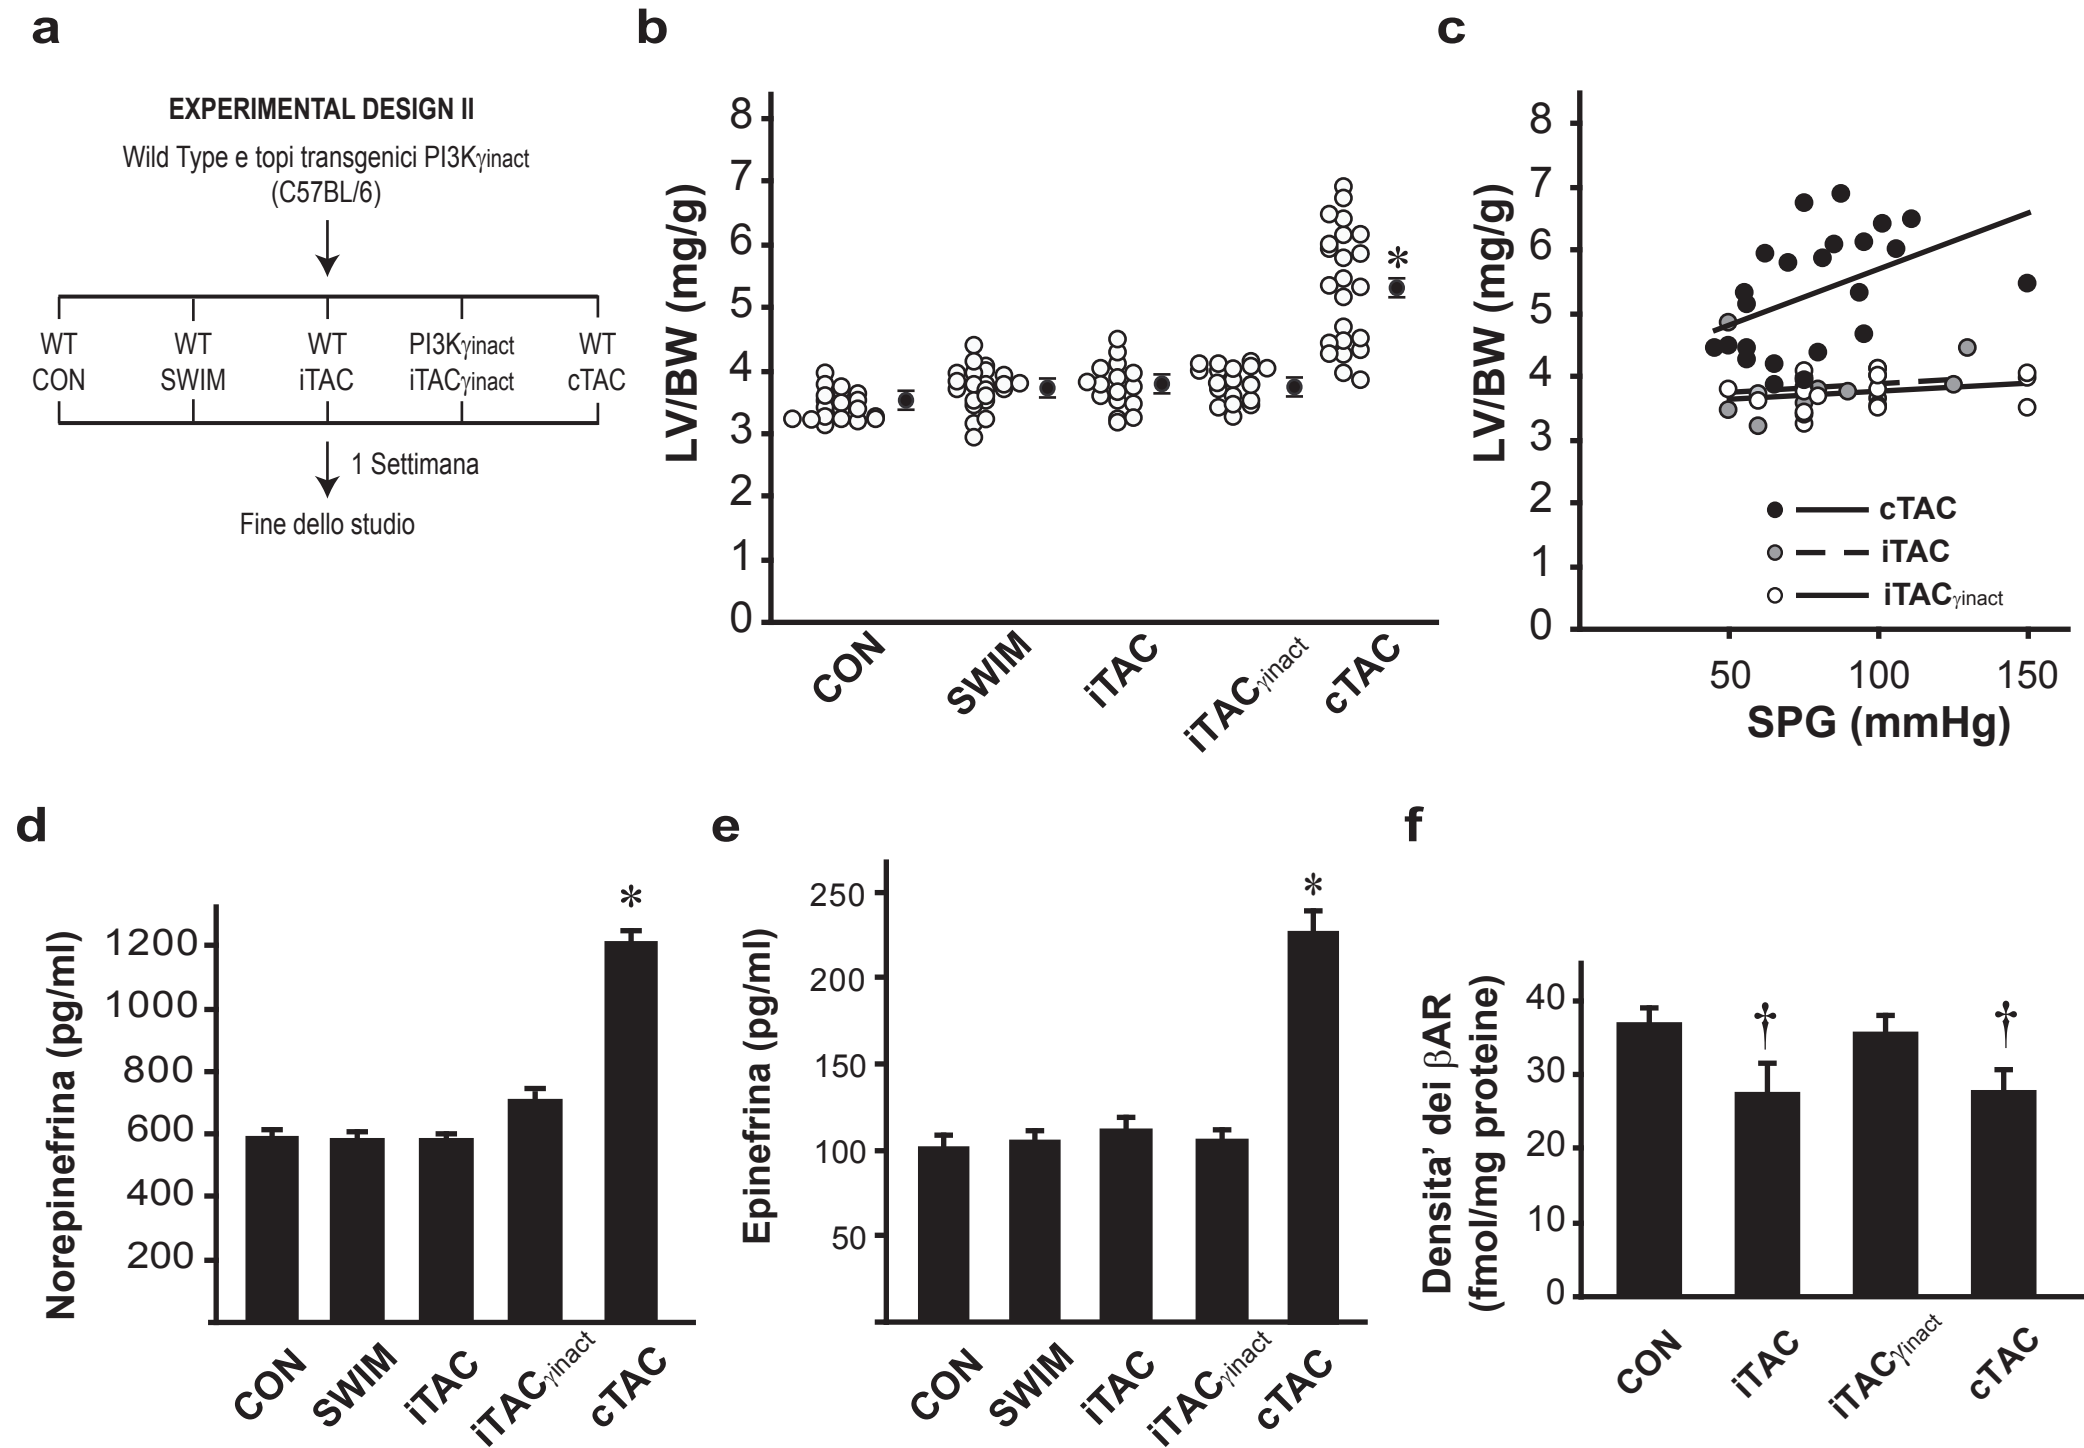 a
EXPERIMENTAL DESIGN II
Wild Type e topi transgenici PI3Kγinact
(C57BL/6)
WT WT WT PI3Kγinact WT
CON SWIM iTAC iTACγinact cTAC
1 Settimana
Fine dello studio
b
LV/BW (mg/g)
8
7
6
5
4
3
2
1
0
*
CON SWIM iTAC iTACγinact cTAC
c
LV/BW (mg/g)
8
7
6
5
4
3
2
1
0
cTAC
iTAC
iTACγinact
50 100 150
SPG (mmHg)
d
Norepinefrina (pg/ml)
1200
1000
800
600
400
200
*
CON SWIM iTAC iTACγinact cTAC
e
Epinefrina (pg/ml)
250
200
150
100
50
*
CON SWIM iTAC iTACγinact cTAC
f
Densita' dei βAR
(fmol/mg proteine)
40
30
20
10
0
† †
CON iTAC iTACγinact cTAC